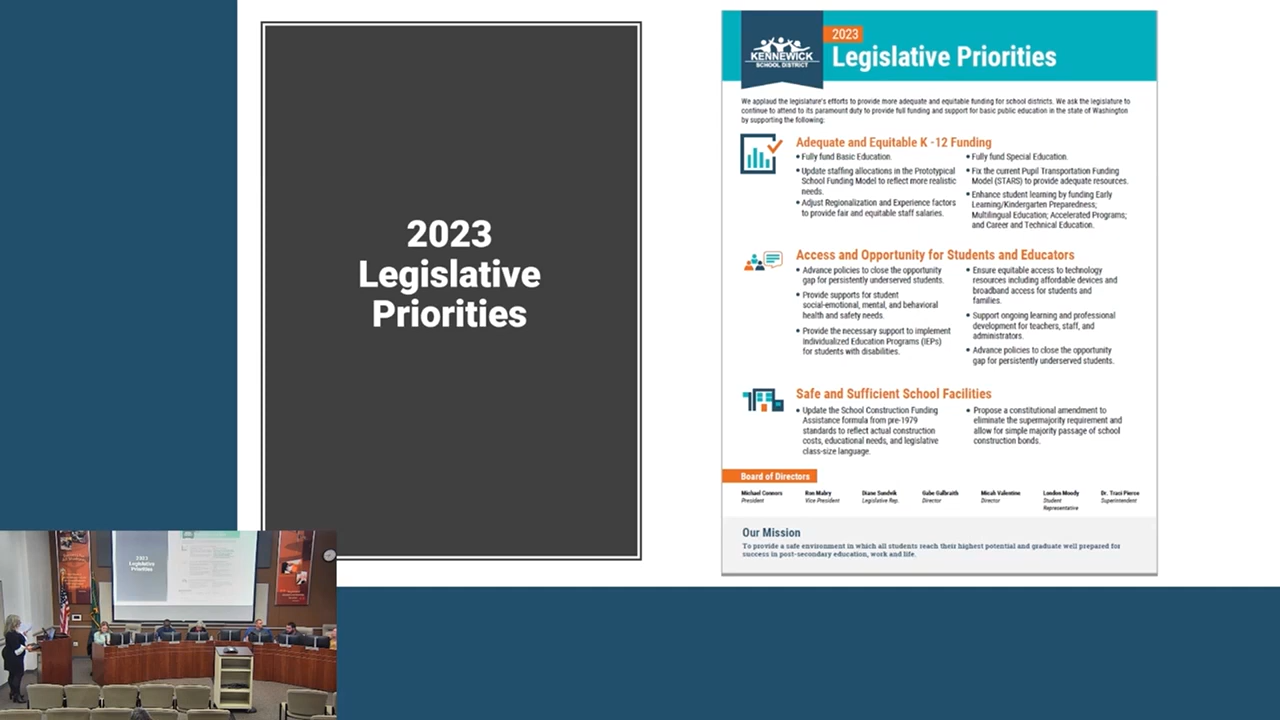 2023
Legislative
Priorities
KENNEWICK
SCHOOL DISTRICT
2023
Legislative Priorities
We applaud the legislature's efforts to provide more adequate and equitable funding for school districts. We ask the legislature to
continue to attend to its paramount duty to provide full funding and support for basic public education in the state of Washington
by supporting the following:
Adequate and Equitable K -12 Funding
• Fully fund Basic Education.
• Update staffing allocations in the Prototypical
School Funding Model to reflect more realistic
needs.
• Adjust Regionalization and Experience factors
to provide fair and equitable staff salaries.
• Fully fund Special Education.
• Fix the current Pupil Transportation Funding
Model (STARS) to provide adequate resources.
• Enhance student learning by funding Early
Learning/Kindergarten Preparedness;
Multilingual Education; Accelerated Programs;
and Career and Technical Education.
Access and Opportunity for Students and Educators
• Advance policies to close the opportunity
gap for persistently underserved students.
• Provide supports for student
social-emotional, mental, and behavioral
health and safety needs.
• Provide the necessary support to implement
Individualized Education Programs (IEPs)
for students with disabilities.
• Ensure equitable access to technology
resources including affordable devices and
broadband access for students and
families.
• Support ongoing learning and professional
development for teachers, staff, and
administrators.
• Advance policies to close the opportunity
gap for persistently underserved students.
Safe and Sufficient School Facilities
• Update the School Construction Funding
Assistance formula from pre-1979
standards to reflect actual construction
costs, educational needs, and legislative
class-size language.
• Propose a constitutional amendment to
eliminate the supermajority requirement and
allow for simple majority passage of school
construction bonds.
Board of Directors
Michael Connors
President
Ron Mabry
Vice President
Diane Sundvik
Legislative Rep.
Gabe Galbraith
Director
Micah Valentine
Director
London Moody
Student
Representative
Dr. Traci Pierce
Superintendent
Our Mission
To provide a safe environment in which all students reach their highest potential and graduate well prepared for
success in post-secondary education, work and life.
2023
Legislative
Priorities